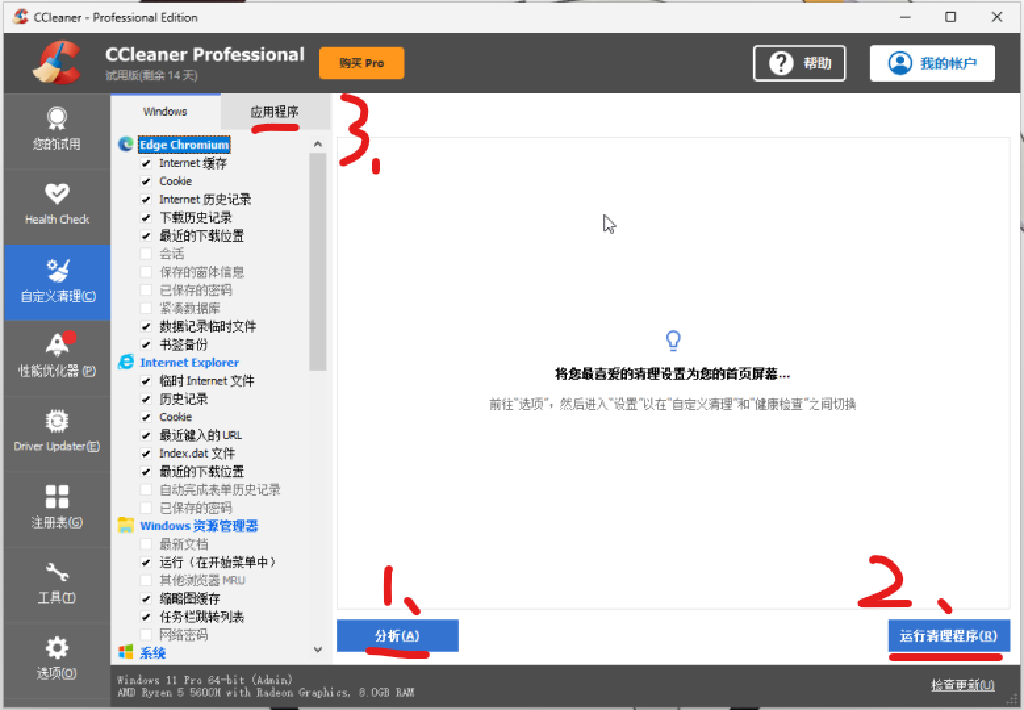 CCleaner - Professional Edition
CCleaner Professional
试用版(剩余 14 天)
购买 Pro
帮助
我的帐户
您的试用
Health Check
自定义清理(C)
性能优化器 (P)
Driver Updater(E)
注册表(G)
工具(T)
选项(O)
Windows
应用程序
3.
Edge Chromium
Internet 缓存
Cookie
Internet 历史记录
下载历史记录
最近的下载位置
会话
保存的窗体信息
已保存的密码
紧凑数据库
数据记录临时文件
书签备份
Internet Explorer
临时 Internet 文件
历史记录
Cookie
最近键入的 URL
Index.dat 文件
最近的下载位置
自动完成表单历史记录
已保存的密码
Windows 资源管理器
最新文档
运行（在开始菜单中）
其他浏览器 MRU
缩略图缓存
任务栏跳转列表
网络密码
系统
将您最喜爱的清理设置为您的首页屏幕...
前往"选项"，然后进入"设置"以在"自定义清理"和"健康检查"之间切换
1、
2、
分析(A)
运行清理程序(R)
Windows 11 Pro 64-bit (Admin)
AMD Ryzen 5 5600H with Radeon Graphics, 8.0GB RAM
检查更新(U)